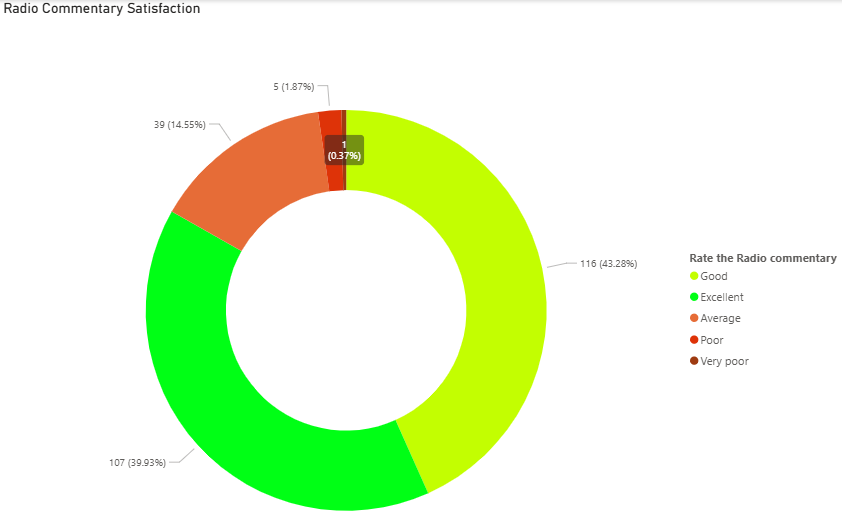 Radio Commentary Satisfaction
5 (1.87%)
39 (14.55%)
1
(0.37%)
116 (43.28%)
107 (39.93%)
Rate the Radio commentary
Good
Excellent
Average
Poor
Very poor